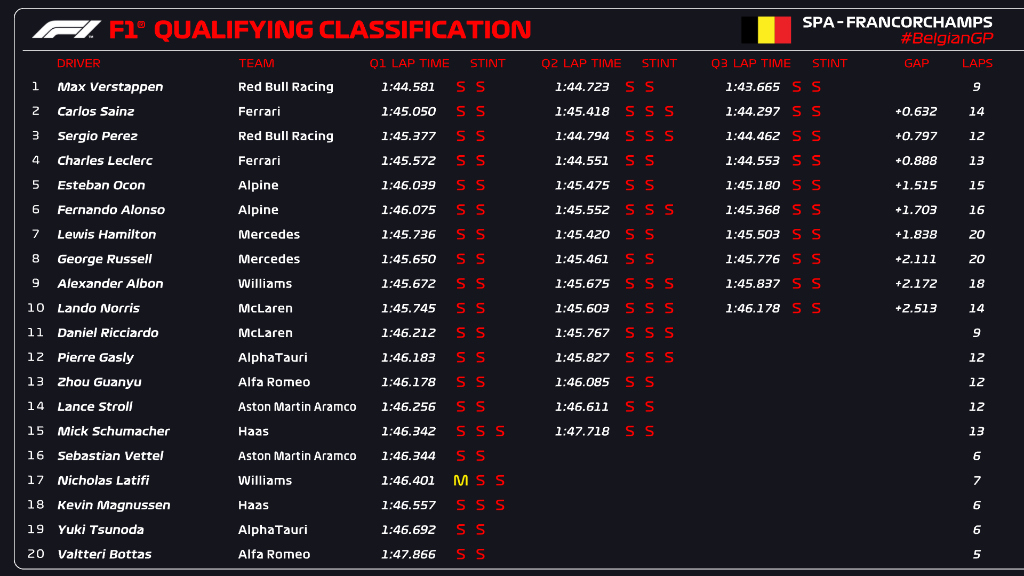 F1® QUALIFYING CLASSIFICATION
SPA - FRANCORCHAMPS
#BelgianGP
DRIVER TEAM Q1 LAP TIME STINT Q2 LAP TIME STINT Q3 LAP TIME STINT GAP LAPS
1 Max Verstappen Red Bull Racing 1:44.581 S S 1:44.723 S S 1:43.665 S S 9
2 Carlos Sainz Ferrari 1:45.050 S S 1:45.418 S S S 1:44.297 S S +0.632 14
3 Sergio Perez Red Bull Racing 1:45.377 S S 1:44.794 S S S 1:44.462 S S +0.797 12
4 Charles Leclerc Ferrari 1:45.572 S S 1:44.551 S S 1:44.553 S S +0.888 13
5 Esteban Ocon Alpine 1:46.039 S S 1:45.475 S S 1:45.180 S S +1.515 15
6 Fernando Alonso Alpine 1:46.075 S S 1:45.552 S S S 1:45.368 S S +1.703 16
7 Lewis Hamilton Mercedes 1:45.736 S S 1:45.420 S S 1:45.503 S S +1.838 20
8 George Russell Mercedes 1:45.650 S S 1:45.461 S S 1:45.776 S S +2.111 20
9 Alexander Albon Williams 1:45.672 S S 1:45.675 S S S 1:45.837 S S +2.172 18
10 Lando Norris McLaren 1:45.745 S S 1:45.603 S S S 1:46.178 S S +2.513 14
11 Daniel Ricciardo McLaren 1:46.212 S S 1:45.767 S S S 9
12 Pierre Gasly AlphaTauri 1:46.183 S S 1:45.827 S S S 12
13 Zhou Guanyu Alfa Romeo 1:46.178 S S 1:46.085 S S 12
14 Lance Stroll Aston Martin Aramco 1:46.256 S S 1:46.611 S S 12
15 Mick Schumacher Haas 1:46.342 S S S 1:47.718 S S 13
16 Sebastian Vettel Aston Martin Aramco 1:46.344 S S 6
17 Nicholas Latifi Williams 1:46.401 M S S 7
18 Kevin Magnussen Haas 1:46.557 S S S 6
19 Yuki Tsunoda AlphaTauri 1:46.692 S S 6
20 Valtteri Bottas Alfa Romeo 1:47.866 S S 5